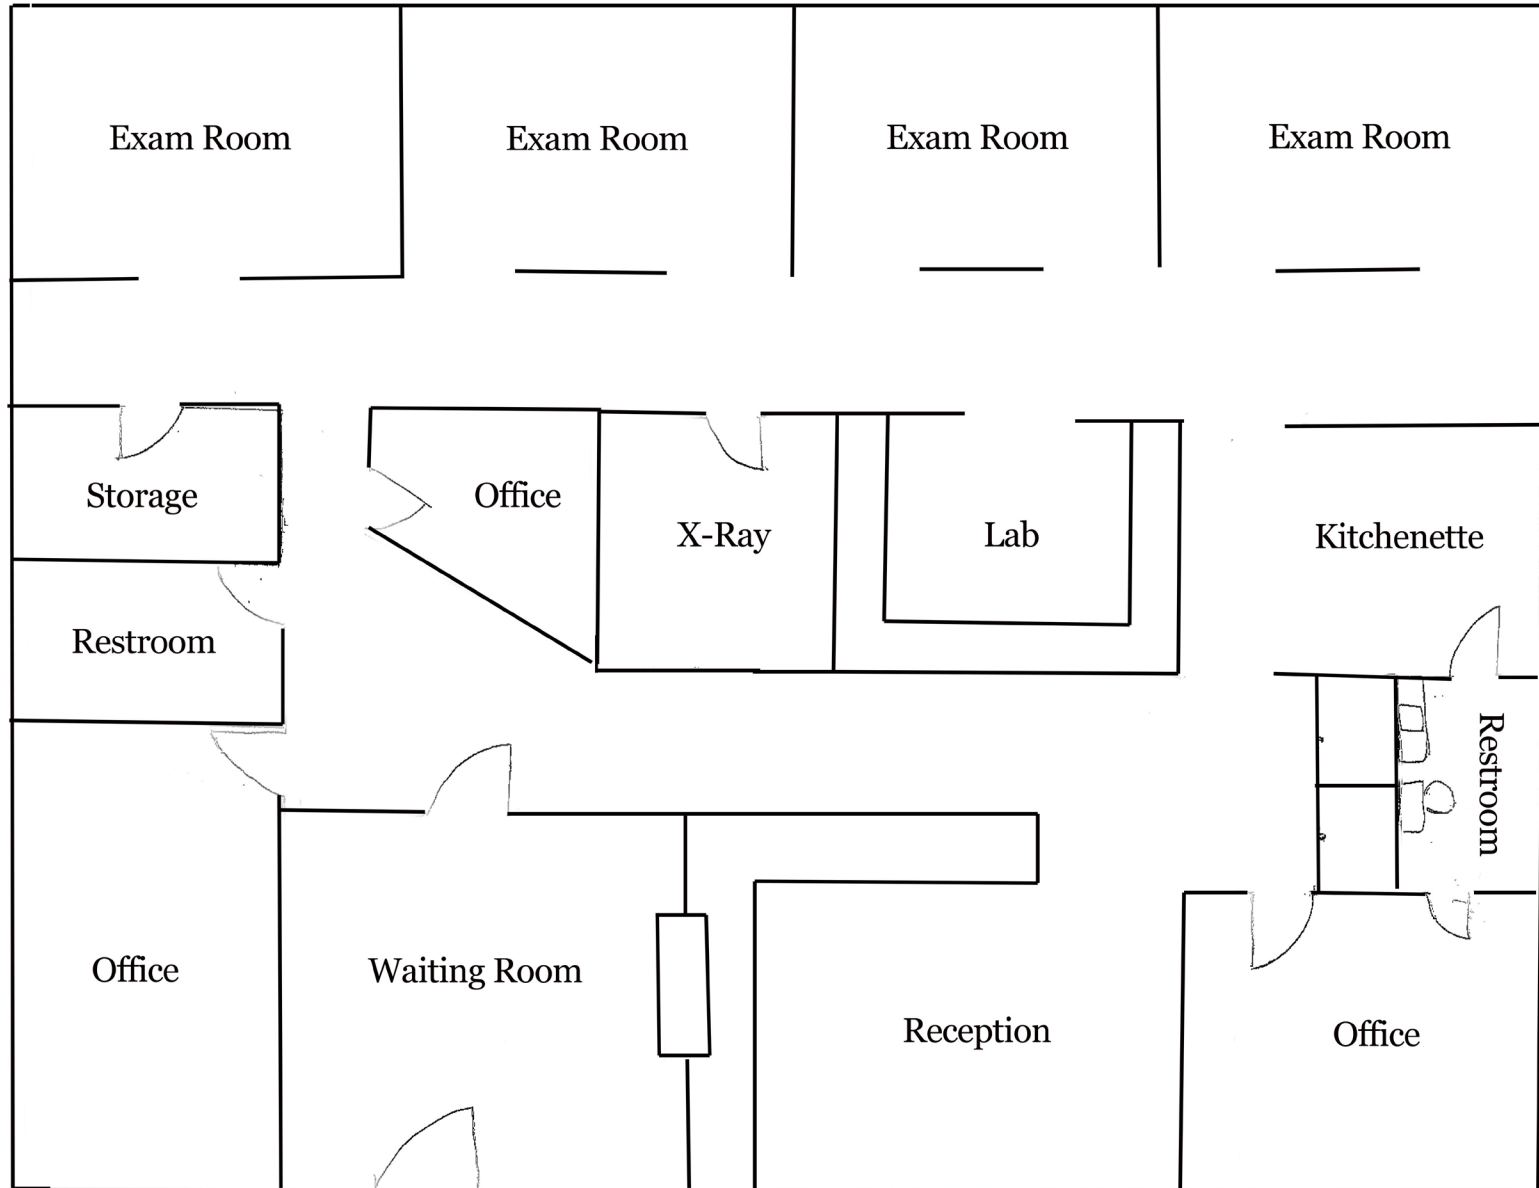 Exam Room
Exam Room
Exam Room
Exam Room
Storage
Office
X-Ray
Lab
Kitchenette
Restroom
Restroom
Office
Waiting Room
Reception
Office